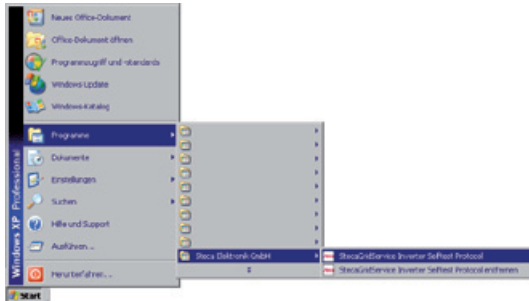 Neues Office-Dokument
Office-Dokument öffnen
Programmzugriff und -standards
Windows Update
Windows-Katalog
Programme
Dokumente
Einstellungen
Suchen
Hilfe und Support
Ausführen...
Herunterfahren...
Windows XP Professional
Steca Elektronik GmbH
StecaGridService Inverter Selftest Protocol
StecaGridService Inverter Selftest Protocol entfernen
Start